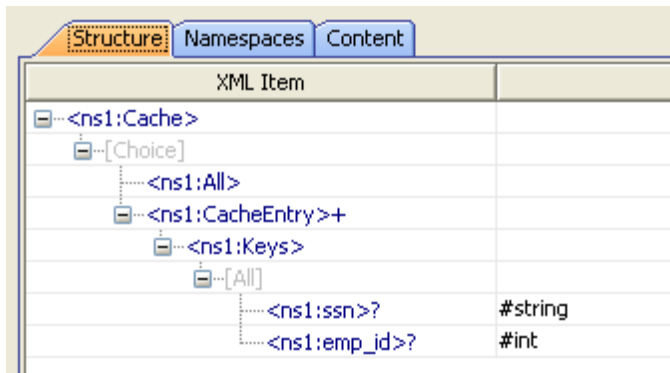 Structure Namespaces Content
XML Item
<ns1:Cache>
[Choice]
<ns1:All>
<ns1:CacheEntry>+
<ns1:Keys>
[All]
<ns1:ssn>? #string
<ns1:emp_id>? #int